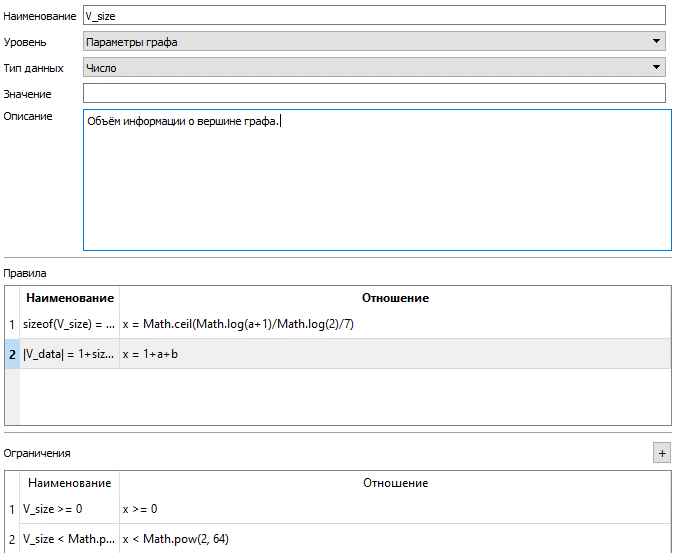 Наименование V_size
Уровень Параметры графа
Тип данных Число
Значение
Описание Объём информации о вершине графа.
Правила
Наименование Отношение
1 sizeof(V_size) = ... x = Math.ceil(Math.log(a+1)/Math.log(2)/7)
2 |V_data| = 1+siz... x = 1+a+b
Ограничения +
Наименование Отношение
1 V_size >= 0 x >= 0
2 V_size < Math.p... x < Math.pow(2, 64)